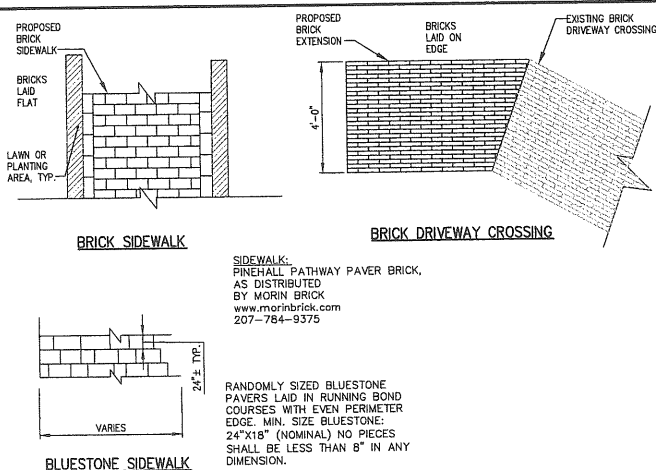 PROPOSED
BRICK
SIDEWALK
BRICKS
LAID
FLAT
LAWN OR
PLANTING
AREA, TYP.
BRICK SIDEWALK
PROPOSED
BRICK
EXTENSION
BRICKS
LAID ON
EDGE
EXISTING BRICK
DRIVEWAY CROSSING
4'-0"
BRICK DRIVEWAY CROSSING
SIDEWALK:
PINEHALL PATHWAY PAVER BRICK,
AS DISTRIBUTED
BY MORIN BRICK
www.morinbrick.com
207-784-9375
24"± TYP.
VARIES
BLUESTONE SIDEWALK
RANDOMLY SIZED BLUESTONE
PAVERS LAID IN RUNNING BOND
COURSES WITH EVEN PERIMETER
EDGE. MIN. SIZE BLUESTONE:
24"X18" (NOMINAL) NO PIECES
SHALL BE LESS THAN 8" IN ANY
DIMENSION.